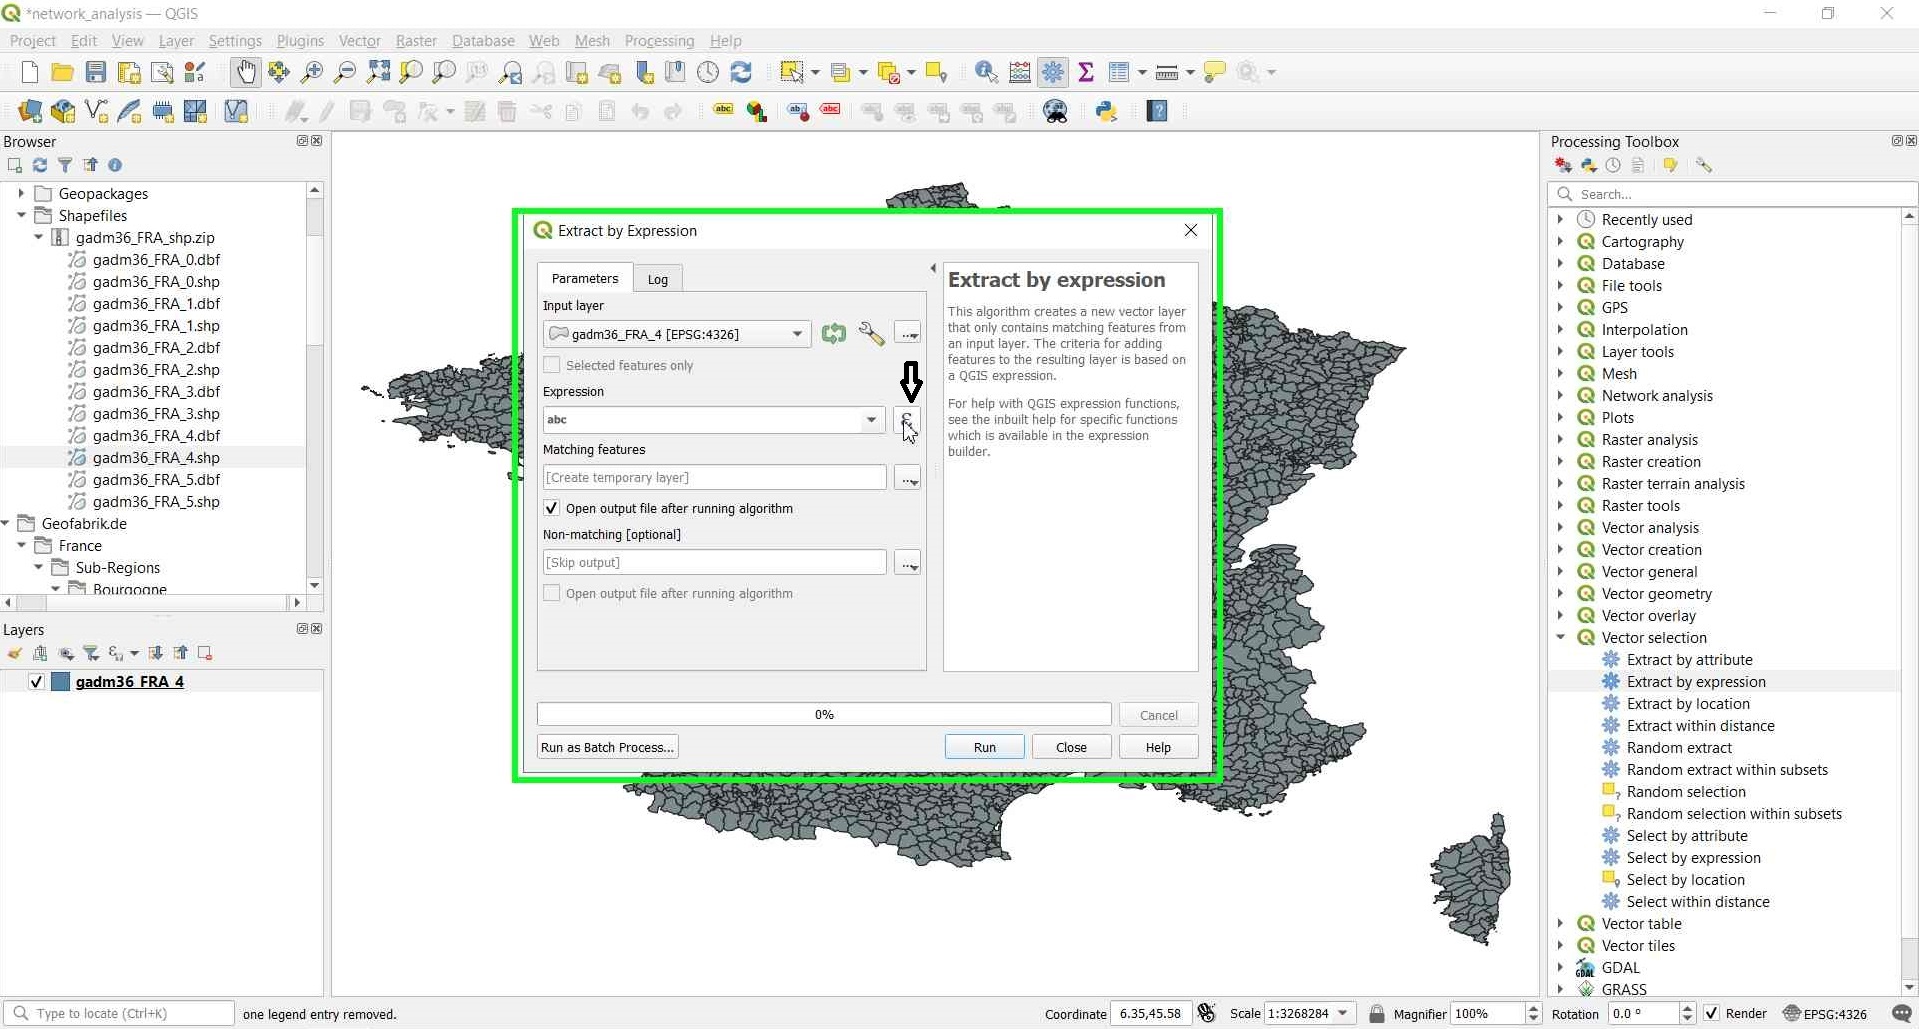 *network_analysis — QGIS
Project Edit View Layer Settings Plugins Vector Raster Database Web Mesh Processing Help
Browser
Geopackages
Shapefiles
gadm36_FRA_shp.zip
gadm36_FRA_0.dbf
gadm36_FRA_0.shp
gadm36_FRA_1.dbf
gadm36_FRA_1.shp
gadm36_FRA_2.dbf
gadm36_FRA_2.shp
gadm36_FRA_3.dbf
gadm36_FRA_3.shp
gadm36_FRA_4.dbf
gadm36_FRA_4.shp
gadm36_FRA_5.dbf
gadm36_FRA_5.shp
Geofabrik.de
France
Sub-Regions
Bourgogne
Layers
gadm36_FRA_4
Extract by Expression
Parameters Log
Input layer
gadm36_FRA_4 [EPSG:4326]
Selected features only
Expression
abc
Matching features
[Create temporary layer]
Open output file after running algorithm
Non-matching [optional]
[Skip output]
Open output file after running algorithm
Extract by expression
This algorithm creates a new vector layer
that only contains matching features from
an input layer. The criteria for adding
features to the resulting layer is based on
a QGIS expression.
For help with QGIS expression functions,
see the inbuilt help for specific functions
which is available in the expression
builder.
0%
Cancel
Run as Batch Process...
Run
Close
Help
Processing Toolbox
Search...
Recently used
Cartography
Database
File tools
GPS
Interpolation
Layer tools
Mesh
Network analysis
Plots
Raster analysis
Raster creation
Raster terrain analysis
Raster tools
Vector analysis
Vector creation
Vector general
Vector geometry
Vector overlay
Vector selection
Extract by attribute
Extract by expression
Extract by location
Extract within distance
Random extract
Random extract within subsets
Random selection
Random selection within subsets
Select by attribute
Select by expression
Select by location
Select within distance
Vector table
Vector tiles
GDAL
GRASS
Type to locate (Ctrl+K)
one legend entry removed.
Coordinate 6.35,45.58
Scale 1:3268284
Magnifier 100%
Rotation 0.0 °
Render
EPSG:4326